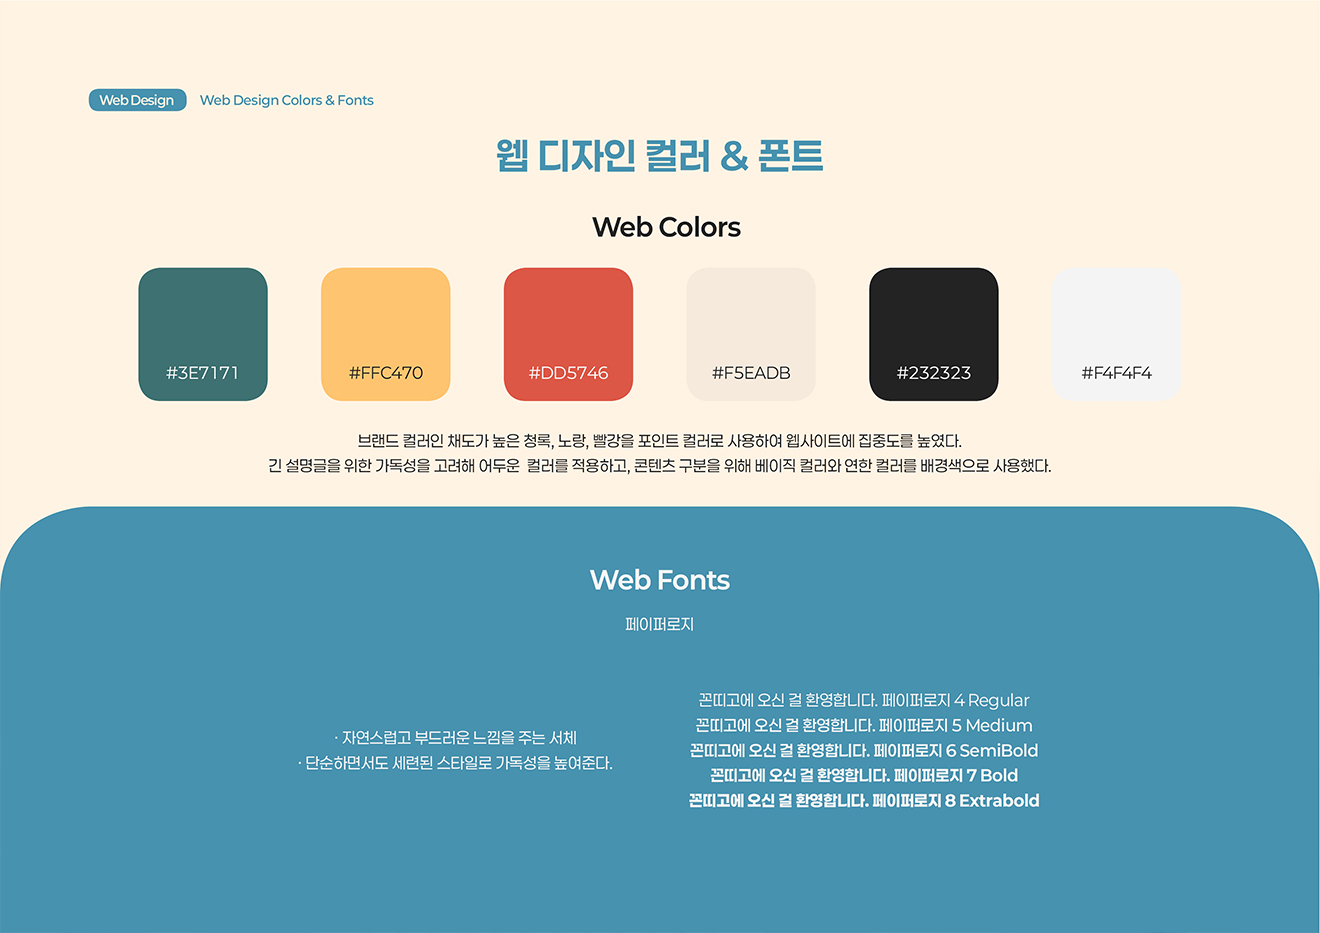 Web Design
Web Design Colors & Fonts
웹 디자인 컬러 & 폰트
Web Colors
#3E7171
#FFC470
#DD5746
#F5EADB
#232323
#F4F4F4
브랜드 컬러인 채도가 높은 청록, 노랑, 빨강을 포인트 컬러로 사용하여 웹사이트에 집중도를 높였다.
긴 설명글을 위한 가독성을 고려해 어두운 컬러를 적용하고, 콘텐츠 구분을 위해 베이직 컬러와 연한 컬러를 배경색으로 사용했다.
Web Fonts
페이퍼로지
· 자연스럽고 부드러운 느낌을 주는 서체
· 단순하면서도 세련된 스타일로 가독성을 높여준다.
꼰띠고에 오신 걸 환영합니다. 페이퍼로지 4 Regular
꼰띠고에 오신 걸 환영합니다. 페이퍼로지 5 Medium
꼰띠고에 오신 걸 환영합니다. 페이퍼로지 6 SemiBold
꼰띠고에 오신 걸 환영합니다. 페이퍼로지 7 Bold
꼰띠고에 오신 걸 환영합니다. 페이퍼로지 8 Extrabold